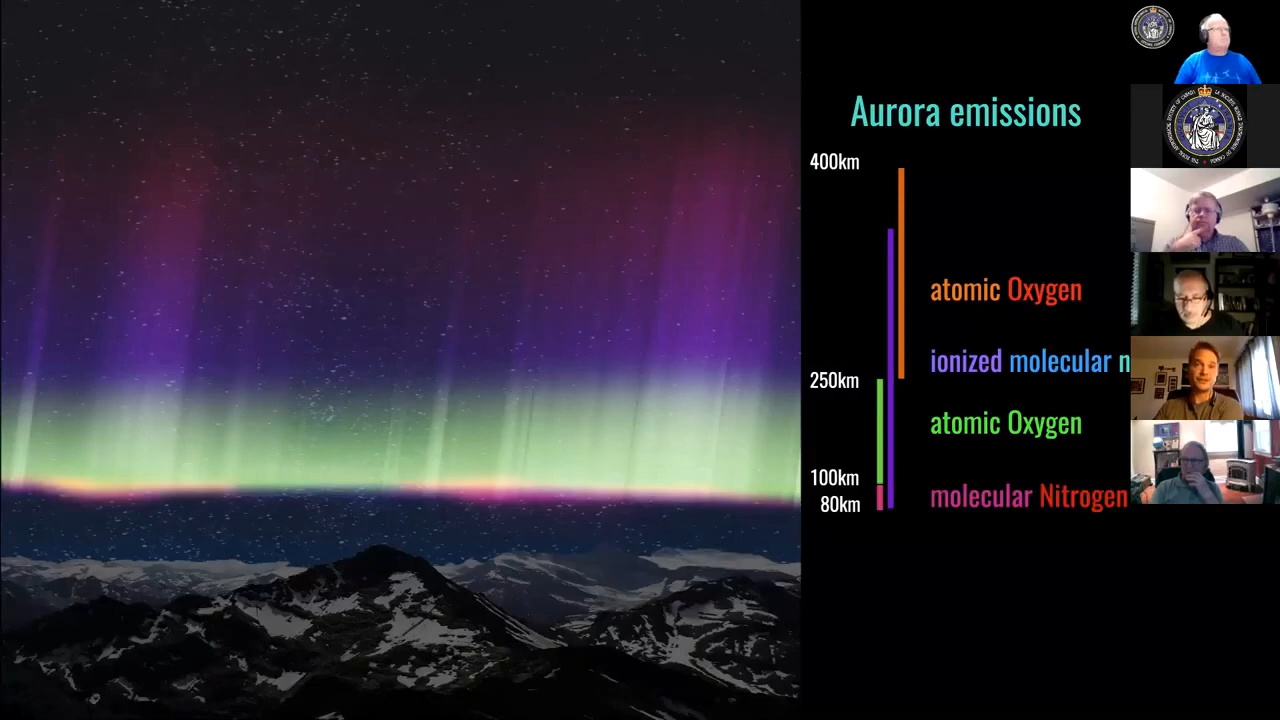 Aurora emissions
400km
atomic Oxygen
ionized molecular n
250km
atomic Oxygen
100km
molecular Nitrogen
80km